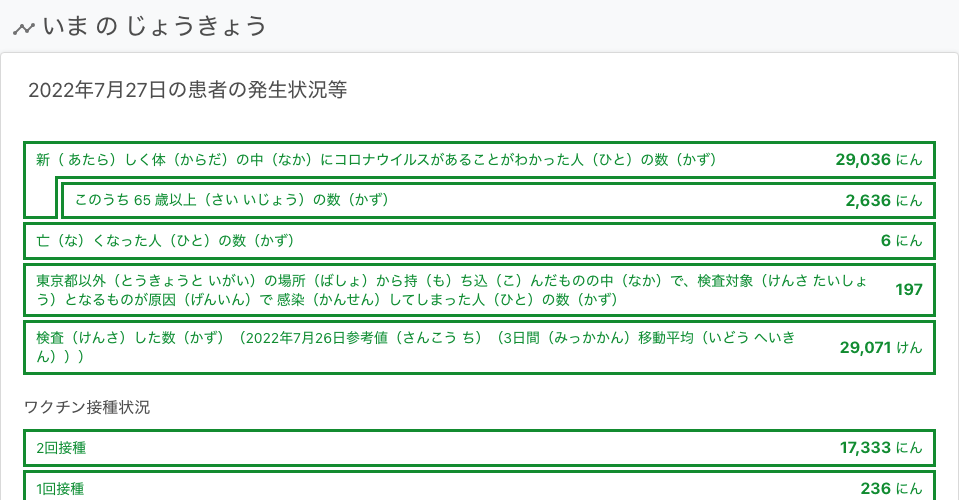 いま の じょうきょう
2022年7月27日の患者の発生状況等
新（ あたら）しく体（からだ）の中（なか）にコロナウイルスがあることがわかった人（ひと）の数（かず） 29,036 にん
このうち 65 歳以上（さい いじょう）の数（かず） 2,636 にん
亡（な）くなった人（ひと）の数（かず） 6 にん
東京都以外（とうきょうと いがい）の場所（ばしょ）から持（も）ち込（こ）んだものの中（なか）で、検査対象（けんさ たいしょ
う）となるものが原因（げんいん）で 感染（かんせん）してしまった人（ひと）の数（かず） 197
検査（けんさ）した数（かず）（2022年7月26日参考値（さんこう ち）（3日間（みっかかん）移動平均（いどう へいき
ん））） 29,071 けん
ワクチン接種状況
2回接種 17,333 にん
1回接種 236 にん